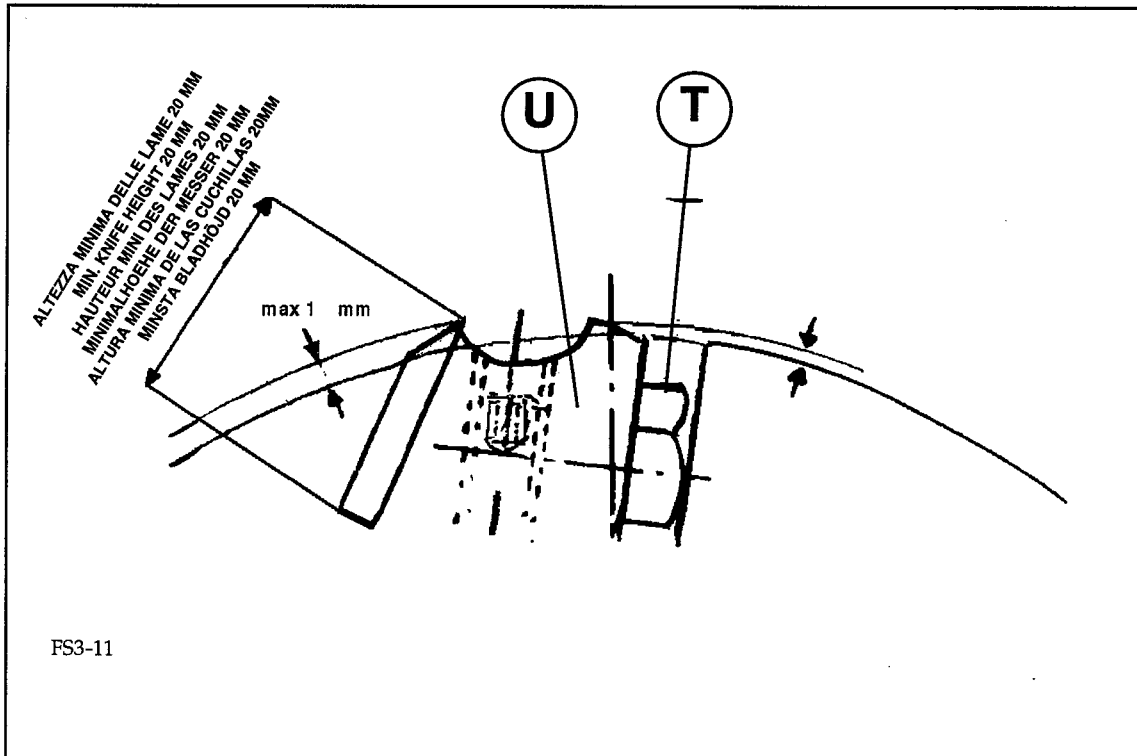 U
T
ALTEZZA MINIMA DELLE LAME 20 MM
MIN. KNIFE HEIGHT 20 MM
HAUTEUR MINI DES LAMES 20 MM
MINIMALHOEHE DER MESSER 20 MM
ALTURA MINIMA DE LAS CUCHILLAS 20MM
MINSTA BLADHÖJD 20 MM
max 1 mm
FS3-11